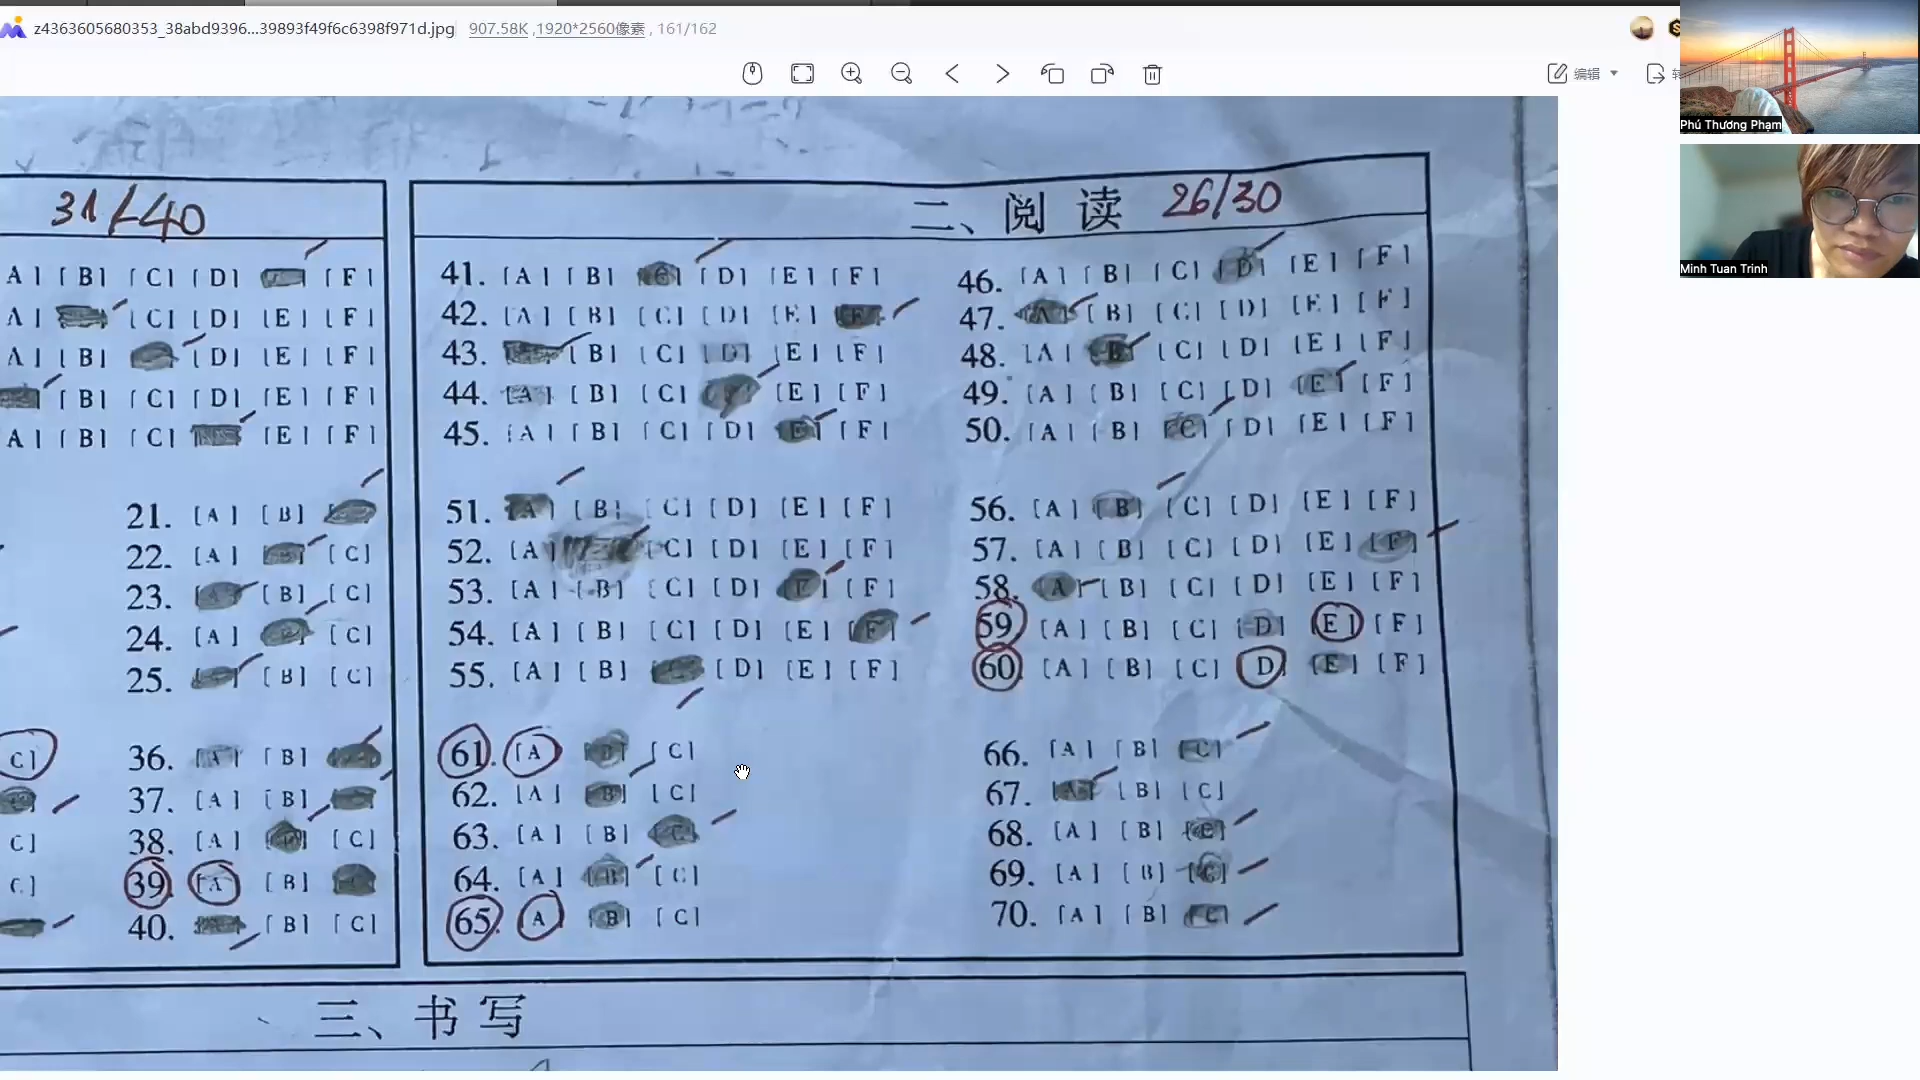 z4363605680353_38abd9396...39893f49f6c6398f971d.jpg 907.58K ,1920*2560像素 , 161/162
编辑
Phú Thương Phạm
Minh Tuan Trinh
31/40
二、阅 读 26/30
A] [B] [C] [D] [F]
A] [C] [D] [E] [F]
A] [B] [D] [E] [F]
[B] [C] [D] [E] [F]
A] [B] [C] [E] [F]
21. [A] [B]
22. [A] [B] [C]
23. [A] [B] [C]
24. [A] [B] [C]
25. [B] [C]
C]
36. [A] [B]
37. [A] [B]
C] 38. [A] [B] [C]
C] 39. [A] [B]
40. [B] [C]
41. [A] [B] [C] [D] [E] [F]
42. [A] [B] [C] [D] [E] [F]
43. [B] [C] [D] [E] [F]
44. [A] [B] [C] [E] [F]
45. [A] [B] [C] [D] [E] [F]
46. [A] [B] [C] [D] [E] [F]
47. [A] [B] [C] [D] [E] [F]
48. [A] [B] [C] [D] [E] [F]
49. [A] [B] [C] [D] [E] [F]
50. [A] [B] [C] [D] [E] [F]
51. [A] [B] [C] [D] [E] [F]
52. [A] [C] [D] [E] [F]
53. [A] [B] [C] [D] [E] [F]
54. [A] [B] [C] [D] [E] [F]
55. [A] [B] [D] [E] [F]
56. [A] [B] [C] [D] [E] [F]
57. [A] [B] [C] [D] [E] [F]
58. [A] [B] [C] [D] [E] [F]
59 [A] [B] [C] [D] [E] [F]
60. [A] [B] [C] [D] [E] [F]
61. [A] [B] [C]
62. [A] [B] [C]
63. [A] [B] [C]
64. [A] [B] [C]
65. [A] [B] [C]
66. [A] [B] [C]
67. [A] [B] [C]
68. [A] [B] [C]
69. [A] [B] [C]
70. [A] [B] [C]
三、书 写